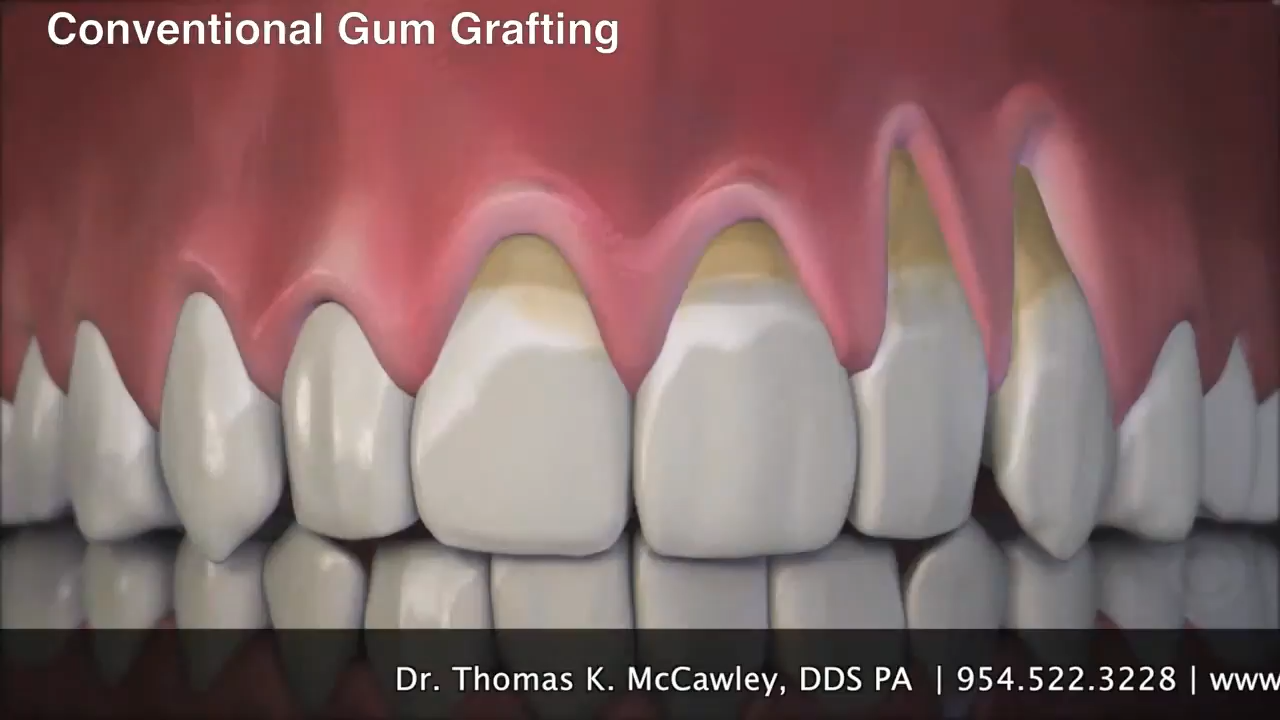 Conventional Gum Grafting
Dr. Thomas K. McCawley, DDS PA | 954.522.3228 | www